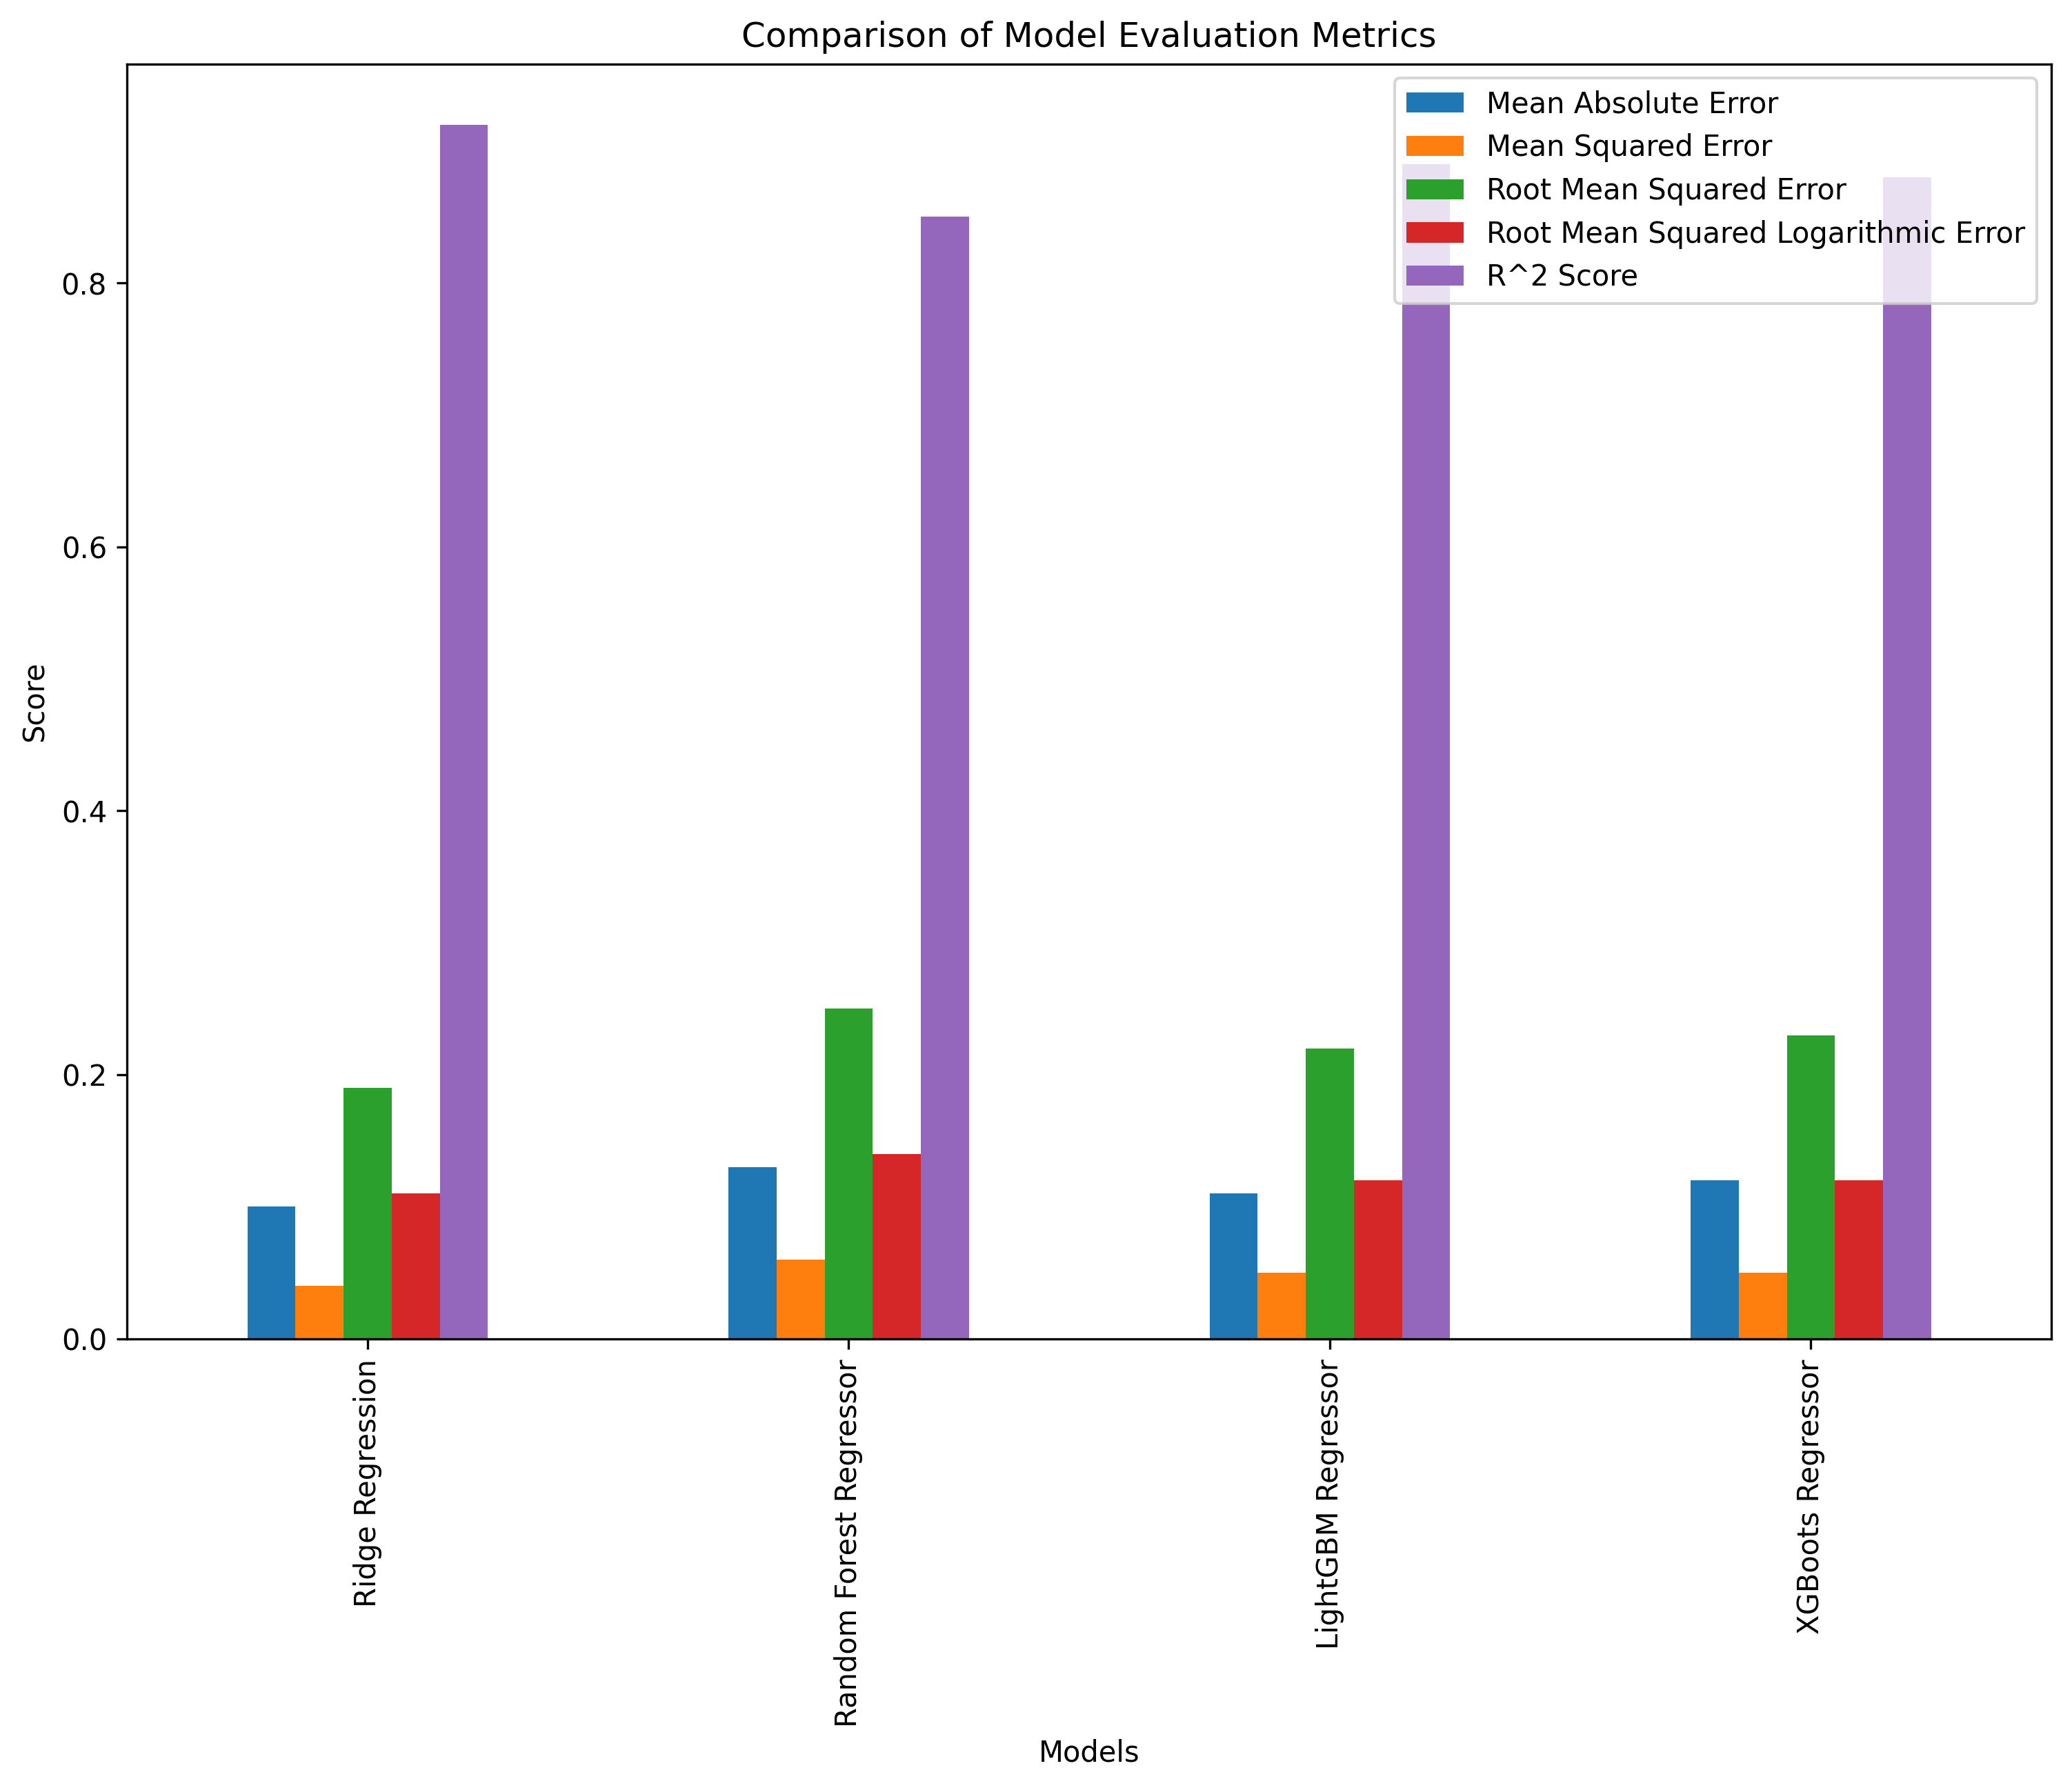 Comparison of Model Evaluation Metrics
Mean Absolute Error
Mean Squared Error
Root Mean Squared Error
Root Mean Squared Logarithmic Error
R^2 Score
Score
0.8
0.6
0.4
0.2
0.0
Ridge Regression
Random Forest Regressor
LightGBM Regressor
XGBoots Regressor
Models